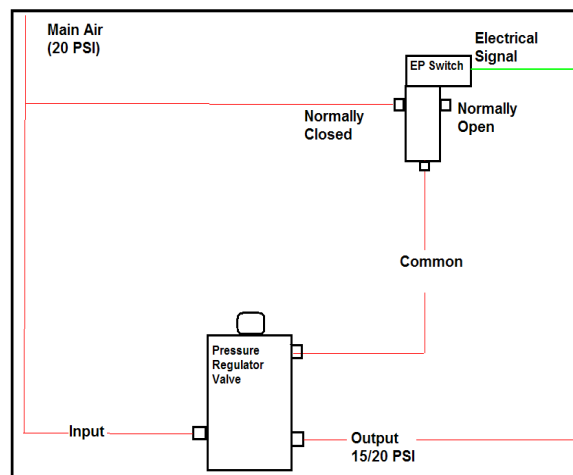 Main Air
(20 PSI)
Electrical
Signal
EP Switch
Normally
Closed
Normally
Open
Common
Pressure
Regulator
Valve
Input
Output
15/20 PSI